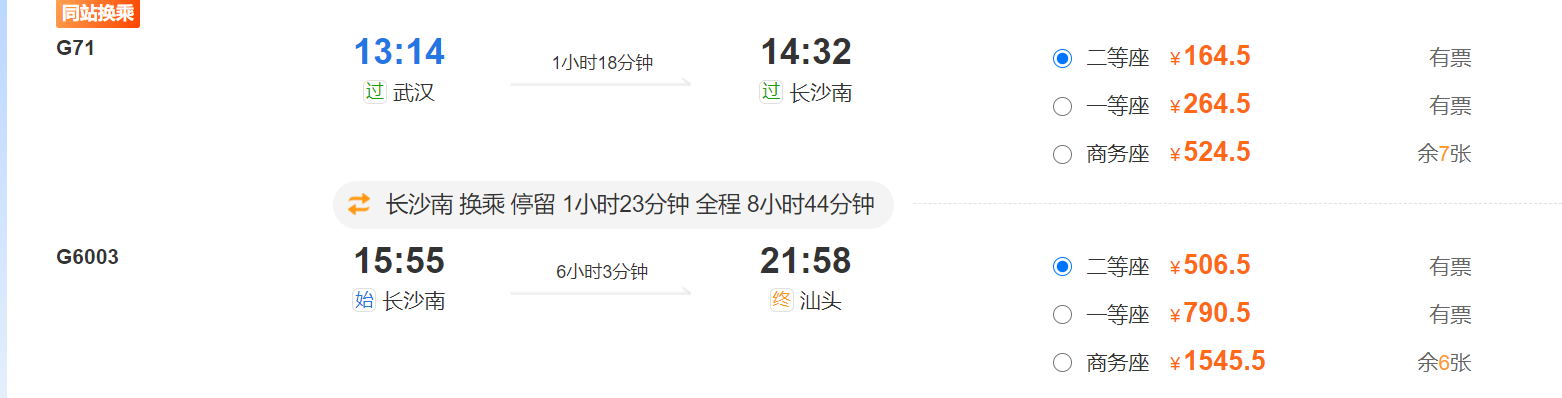 同站换乘
G71
13:14
1小时18分钟
14:32
过 武汉
过 长沙南
二等座 ¥164.5 有票
一等座 ¥264.5 有票
商务座 ¥524.5 余7张
长沙南 换乘 停留 1小时23分钟 全程 8小时44分钟
G6003
15:55
6小时3分钟
21:58
始 长沙南
终 汕头
二等座 ¥506.5 有票
一等座 ¥790.5 有票
商务座 ¥1545.5 余6张